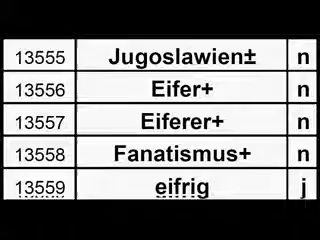 13555 Jugoslawien± n
13556 Eifer+ n
13557 Eiferer+ n
13558 Fanatismus+ n
13559 eifrig j